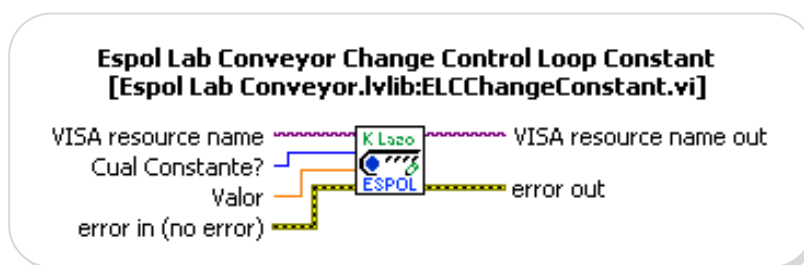 Espol Lab Conveyor Change Control Loop Constant
[Espol Lab Conveyor.lvlib:ELCChangeConstant.vi]
VISA resource name
K Lazo
VISA resource name out
Cual Constante?
Valor
ESPOL
error out
error in (no error)